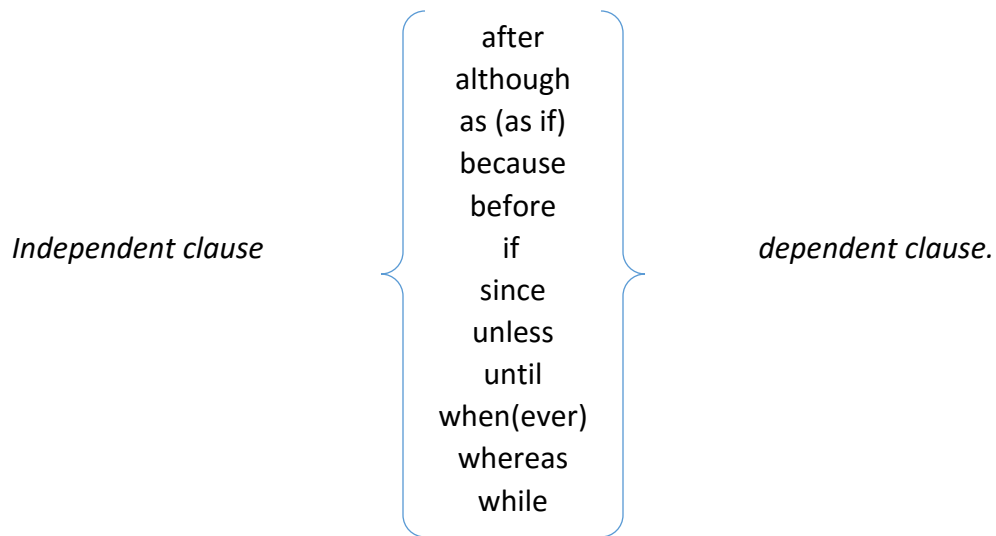 after
although
as (as if)
because
before
Independent clause if dependent clause.
since
unless
until
when(ever)
whereas
while